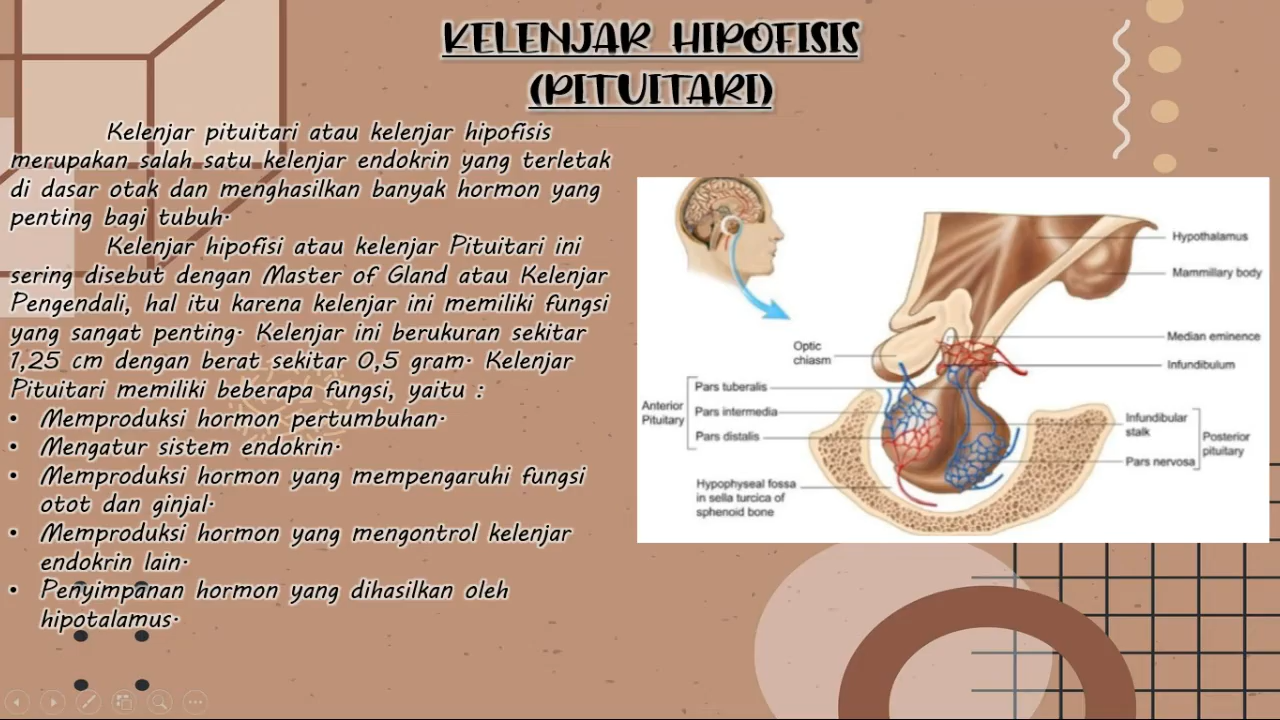 KELENJAR HIPOFISIS
(PITUITARI)
Kelenjar pituitari atau kelenjar hipofisis
merupakan salah satu kelenjar endokrin yang terletak
di dasar otak dan menghasilkan banyak hormon yang
penting bagi tubuh.
Kelenjar hipofisi atau kelenjar Pituitari ini
sering disebut dengan Master of Gland atau Kelenjar
Pengendali, hal itu karena kelenjar ini memiliki fungsi
yang sangat penting. Kelenjar ini berukuran sekitar
1,25 cm dengan berat sekitar 0,5 gram. Kelenjar
Pituitari memiliki beberapa fungsi, yaitu :
• Memproduksi hormon pertumbuhan.
• Mengatur sistem endokrin.
• Memproduksi hormon yang mempengaruhi fungsi
otot dan ginjal.
• Memproduksi hormon yang mengontrol kelenjar
endokrin lain.
• Penyimpanan hormon yang dihasilkan oleh
hipotalamus.
Hypothalamus
Mammillary body
Median eminence
Infundibulum
Optic
chiasm
Pars tuberalis
Anterior
Pituitary
Pars intermedia
Pars distalis
Infundibular
stalk
Posterior
pituitary
Pars nervosa
Hypophyseal fossa
in sella turcica of
sphenoid bone